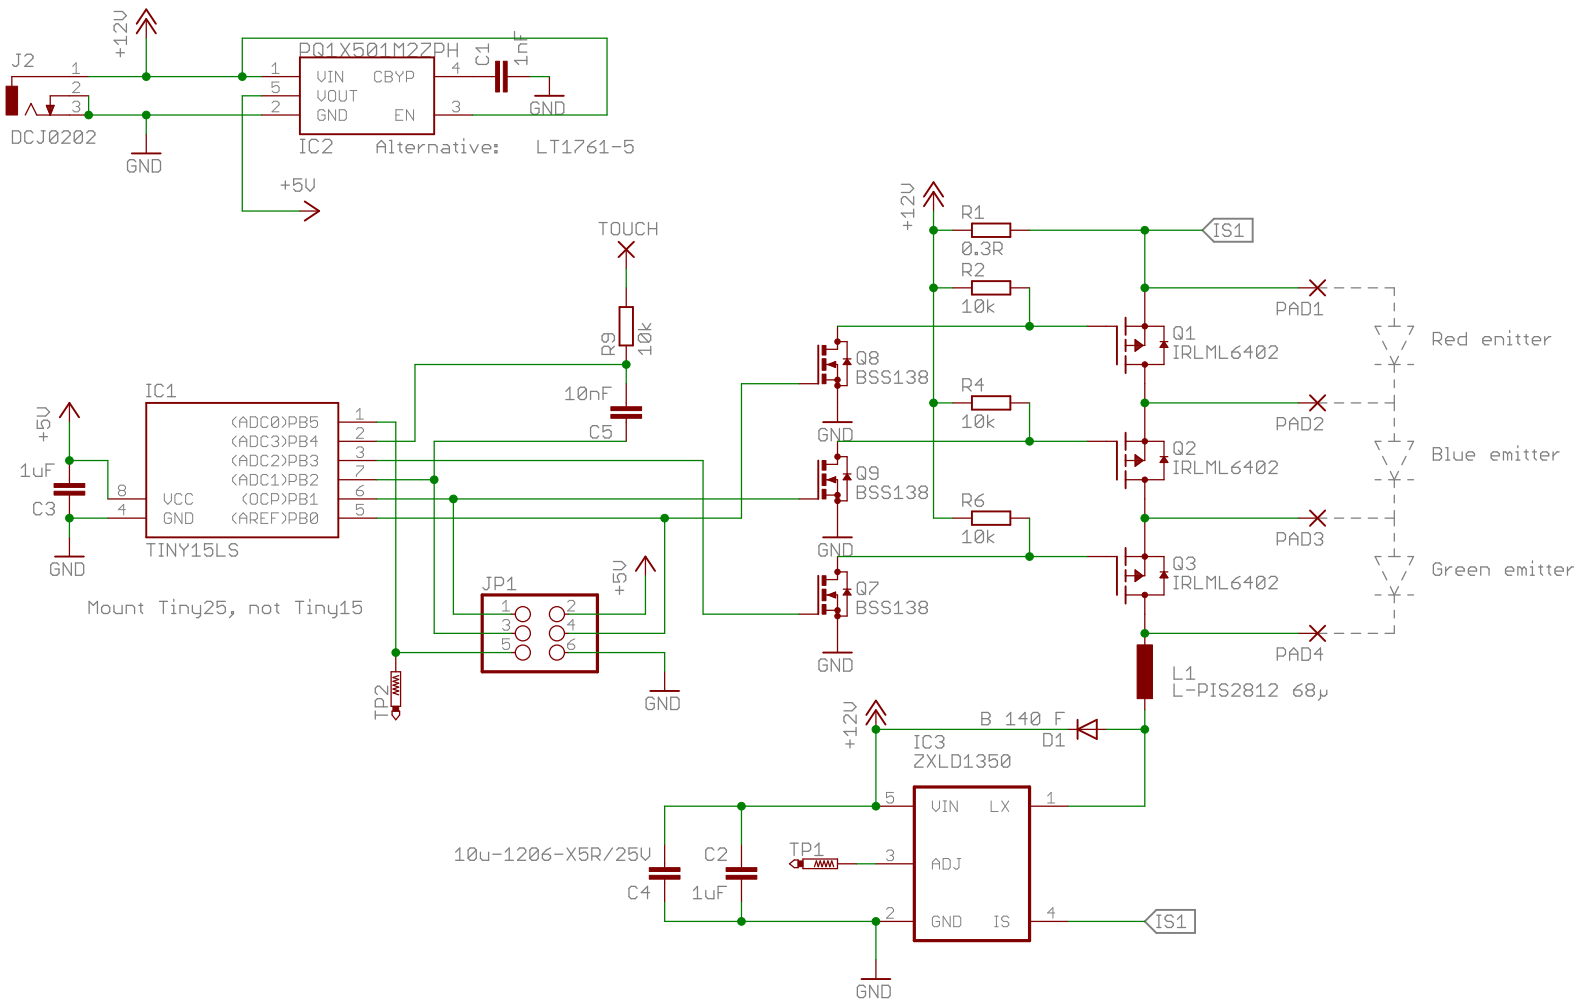 +12V
J2
1
2
3
DCJ0202
GND
PQ1X501M2ZPH
1 VIN CBYP 4
5 VOUT
2 GND EN 3
IC2
C1
1nF
GND
Alternative: LT1761-5
+5V
TOUCH
R9
10k
10nF
C5
IC1
+5V
1uF
C3
GND
(ADC0)PB5 1
(ADC3)PB4 2
(ADC2)PB3 3
(ADC1)PB2 7
8 VCC (OCP)PB1 6
4 GND (AREF)PB0 5
TINY15LS
Mount Tiny25, not Tiny15
JP1
1 2
3 4
5 6
+5V
GND
TP2
+12V
R1
0.3R
R2
10k
R4
10k
R6
10k
Q8
BSS138
GND
Q9
BSS138
GND
Q7
BSS138
GND
IS1
PAD1
Q1
IRLML6402
Red emitter
PAD2
Q2
IRLML6402
Blue emitter
PAD3
Q3
IRLML6402
Green emitter
PAD4
L1
L-PIS2812 68µ
+12V
B 140 F
D1
IC3
ZXLD1350
5 VIN LX 1
3 ADJ
2 GND IS 4
TP1
10u-1206-X5R/25V
C4
C2
1uF
GND
IS1